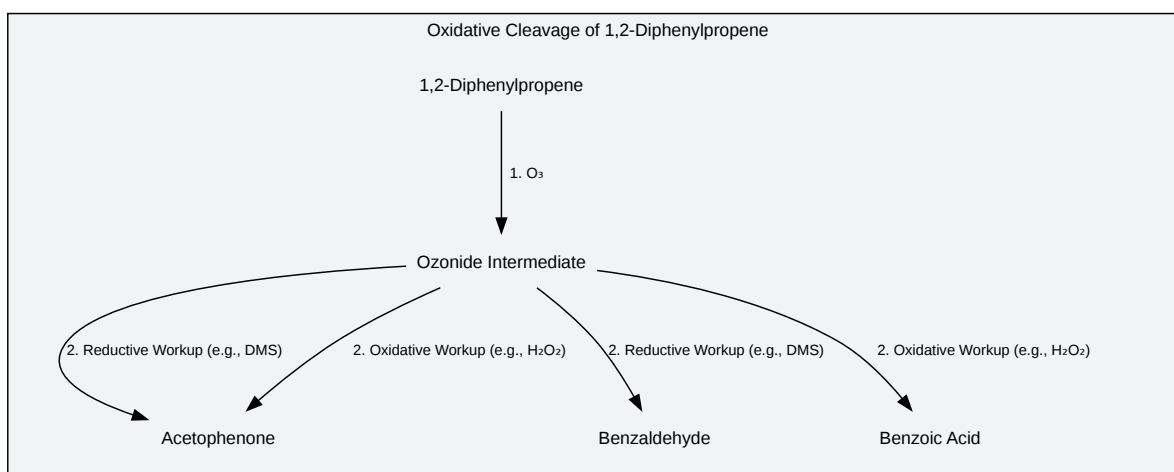 Oxidative Cleavage of 1,2-Diphenylpropene
1,2-Diphenylpropene
1. O₃
Ozonide Intermediate
2. Reductive Workup (e.g., DMS)
2. Oxidative Workup (e.g., H₂O₂)
2. Reductive Workup (e.g., DMS)
2. Oxidative Workup (e.g., H₂O₂)
Acetophenone
Benzaldehyde
Benzoic Acid